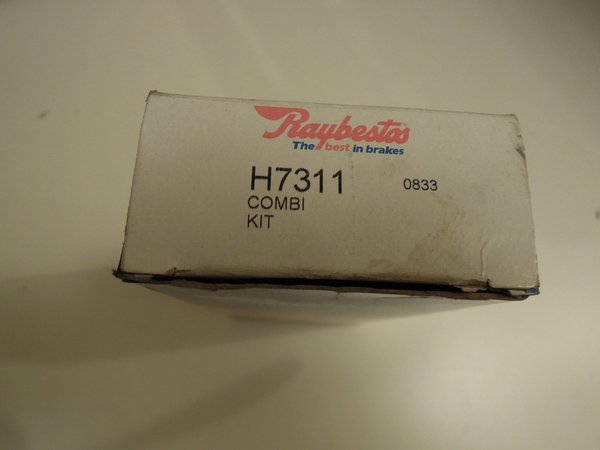 Raybestos
The best in brakes
H7311 0833
COMBI
KIT